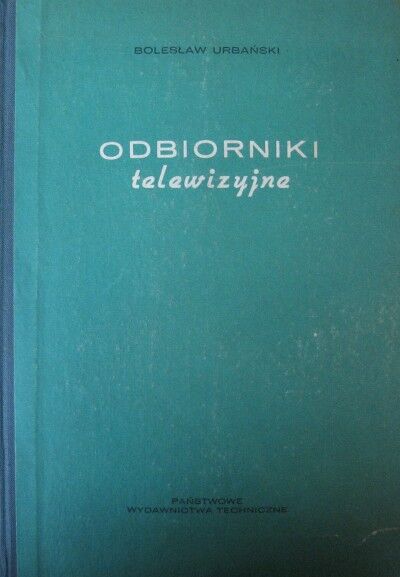 BOLESŁAW URBAŃSKI
ODBIORNIKI
telewizyjne
PAŃSTWOWE
WYDAWNICTWA TECHNICZNE